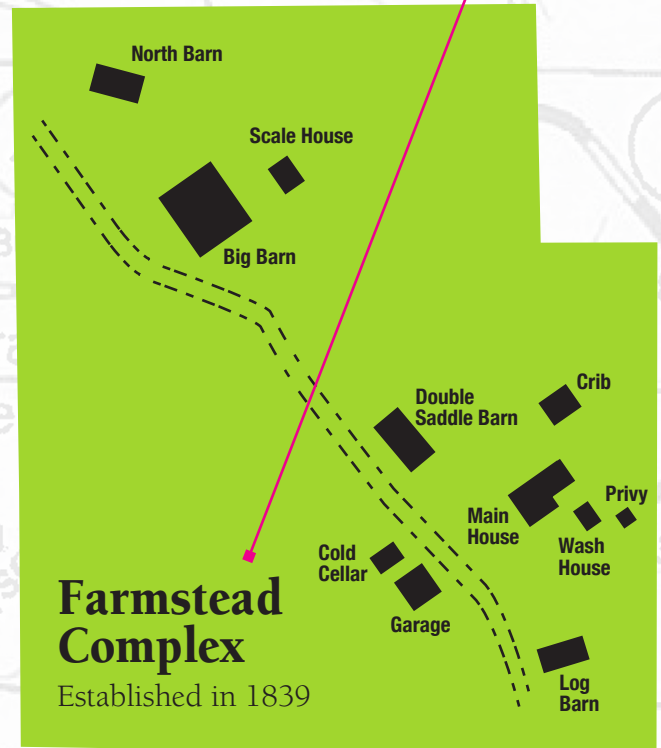 North Barn
Scale House
Big Barn
Double
Saddle Barn
Crib
Main
House
Privy
Wash
House
Cold
Cellar
Garage
Log
Barn
Farmstead
Complex
Established in 1839